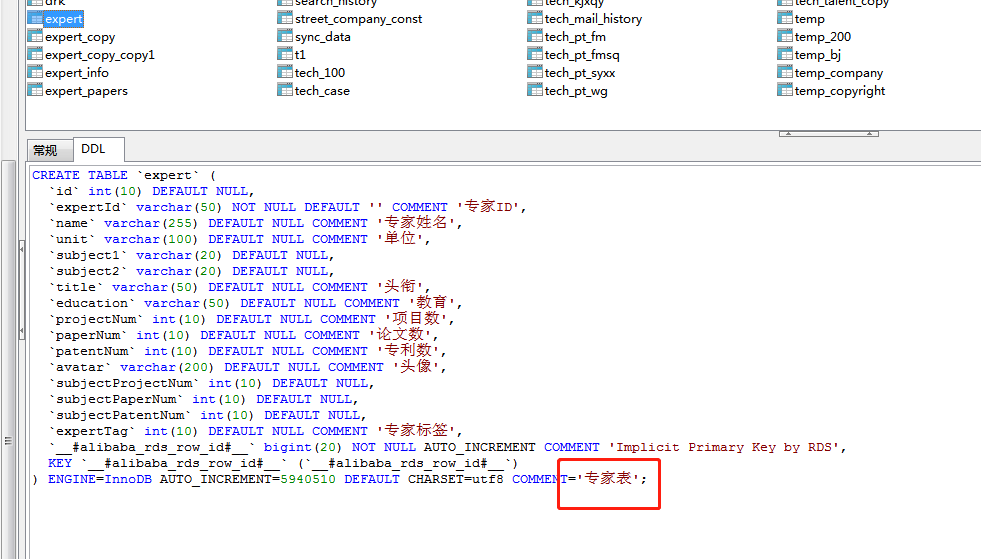 drk search_history tech_kjxqy tech_talent_copy
expert street_company_const tech_mail_history temp
expert_copy sync_data tech_pt_fm temp_200
expert_copy_copy1 t1 tech_pt_fmsq temp_bj
expert_info tech_100 tech_pt_syxx temp_company
expert_papers tech_case tech_pt_wg temp_copyright
常规 DDL
CREATE TABLE `expert` (
`id` int(10) DEFAULT NULL,
`expertId` varchar(50) NOT NULL DEFAULT '' COMMENT '专家ID',
`name` varchar(255) DEFAULT NULL COMMENT '专家姓名',
`unit` varchar(100) DEFAULT NULL COMMENT '单位',
`subject1` varchar(20) DEFAULT NULL,
`subject2` varchar(20) DEFAULT NULL,
`title` varchar(50) DEFAULT NULL COMMENT '头衔',
`education` varchar(50) DEFAULT NULL COMMENT '教育',
`projectNum` int(10) DEFAULT NULL COMMENT '项目数',
`paperNum` int(10) DEFAULT NULL COMMENT '论文数',
`patentNum` int(10) DEFAULT NULL COMMENT '专利数',
`avatar` varchar(200) DEFAULT NULL COMMENT '头像',
`subjectProjectNum` int(10) DEFAULT NULL,
`subjectPaperNum` int(10) DEFAULT NULL,
`subjectPatentNum` int(10) DEFAULT NULL,
`expertTag` int(10) DEFAULT NULL COMMENT '专家标签',
`__#alibaba_rds_row_id#__` bigint(20) NOT NULL AUTO_INCREMENT COMMENT 'Implicit Primary Key by RDS',
KEY `__#alibaba_rds_row_id#__` (`__#alibaba_rds_row_id#__`)
) ENGINE=InnoDB AUTO_INCREMENT=5940510 DEFAULT CHARSET=utf8 COMMENT='专家表';